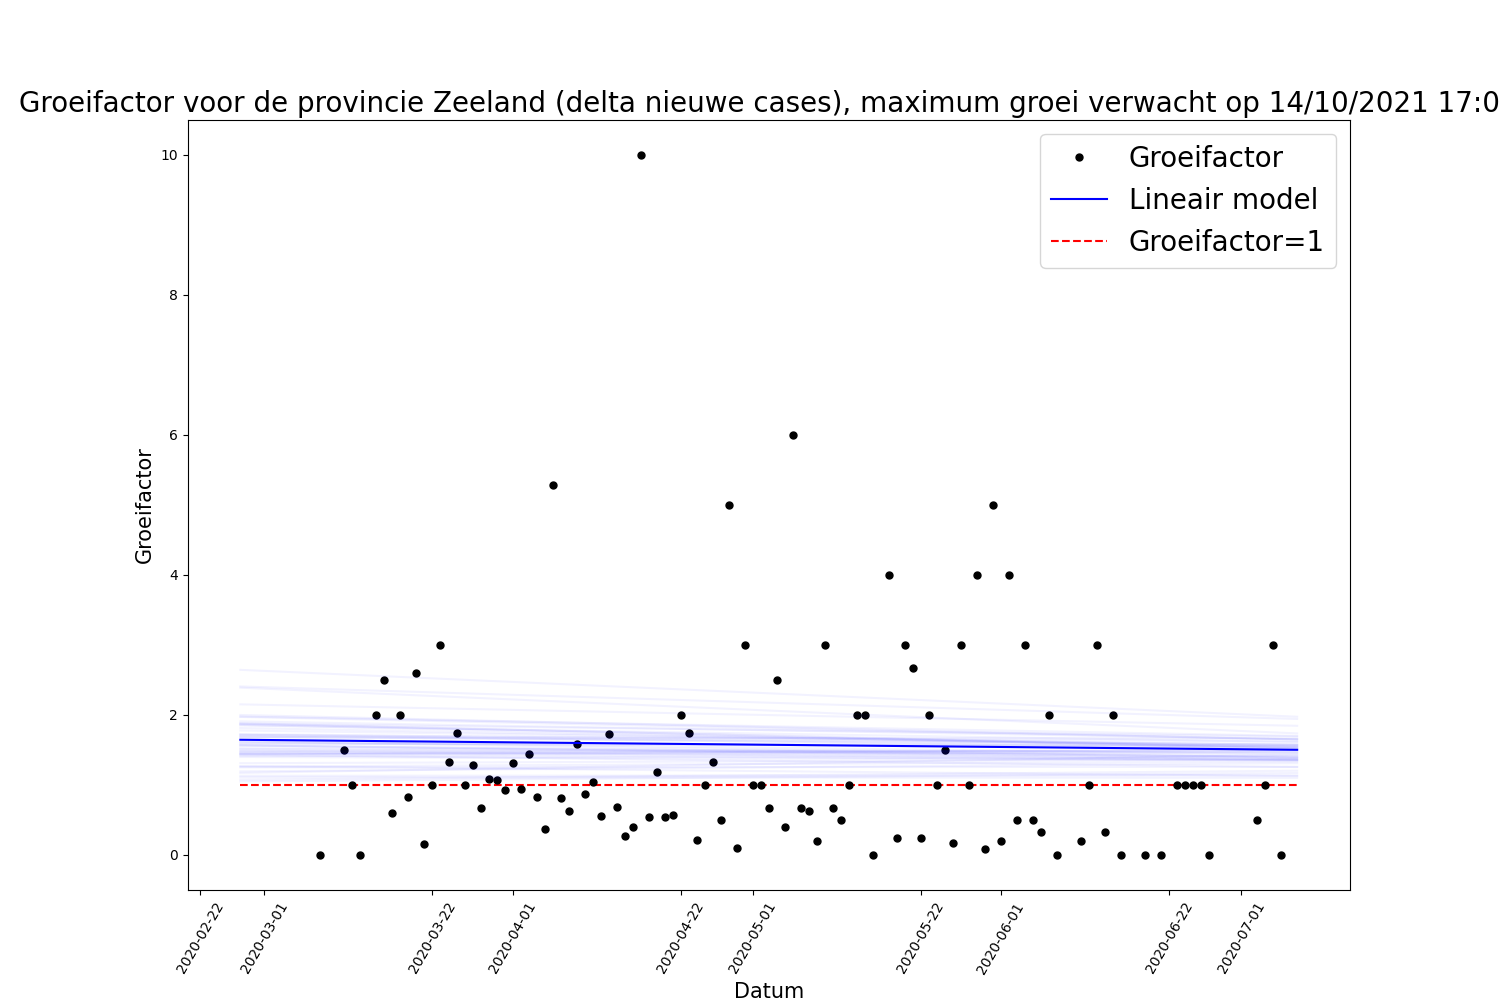 Groeifactor voor de provincie Zeeland (delta nieuwe cases), maximum groei verwacht op 14/10/2021 17:0
Groeifactor
Lineair model
Groeifactor=1
10
8
6
4
2
0
Groeifactor
2020-02-22
2020-03-01
2020-03-22
2020-04-01
2020-04-22
2020-05-01
2020-05-22
2020-06-01
2020-06-22
2020-07-01
Datum